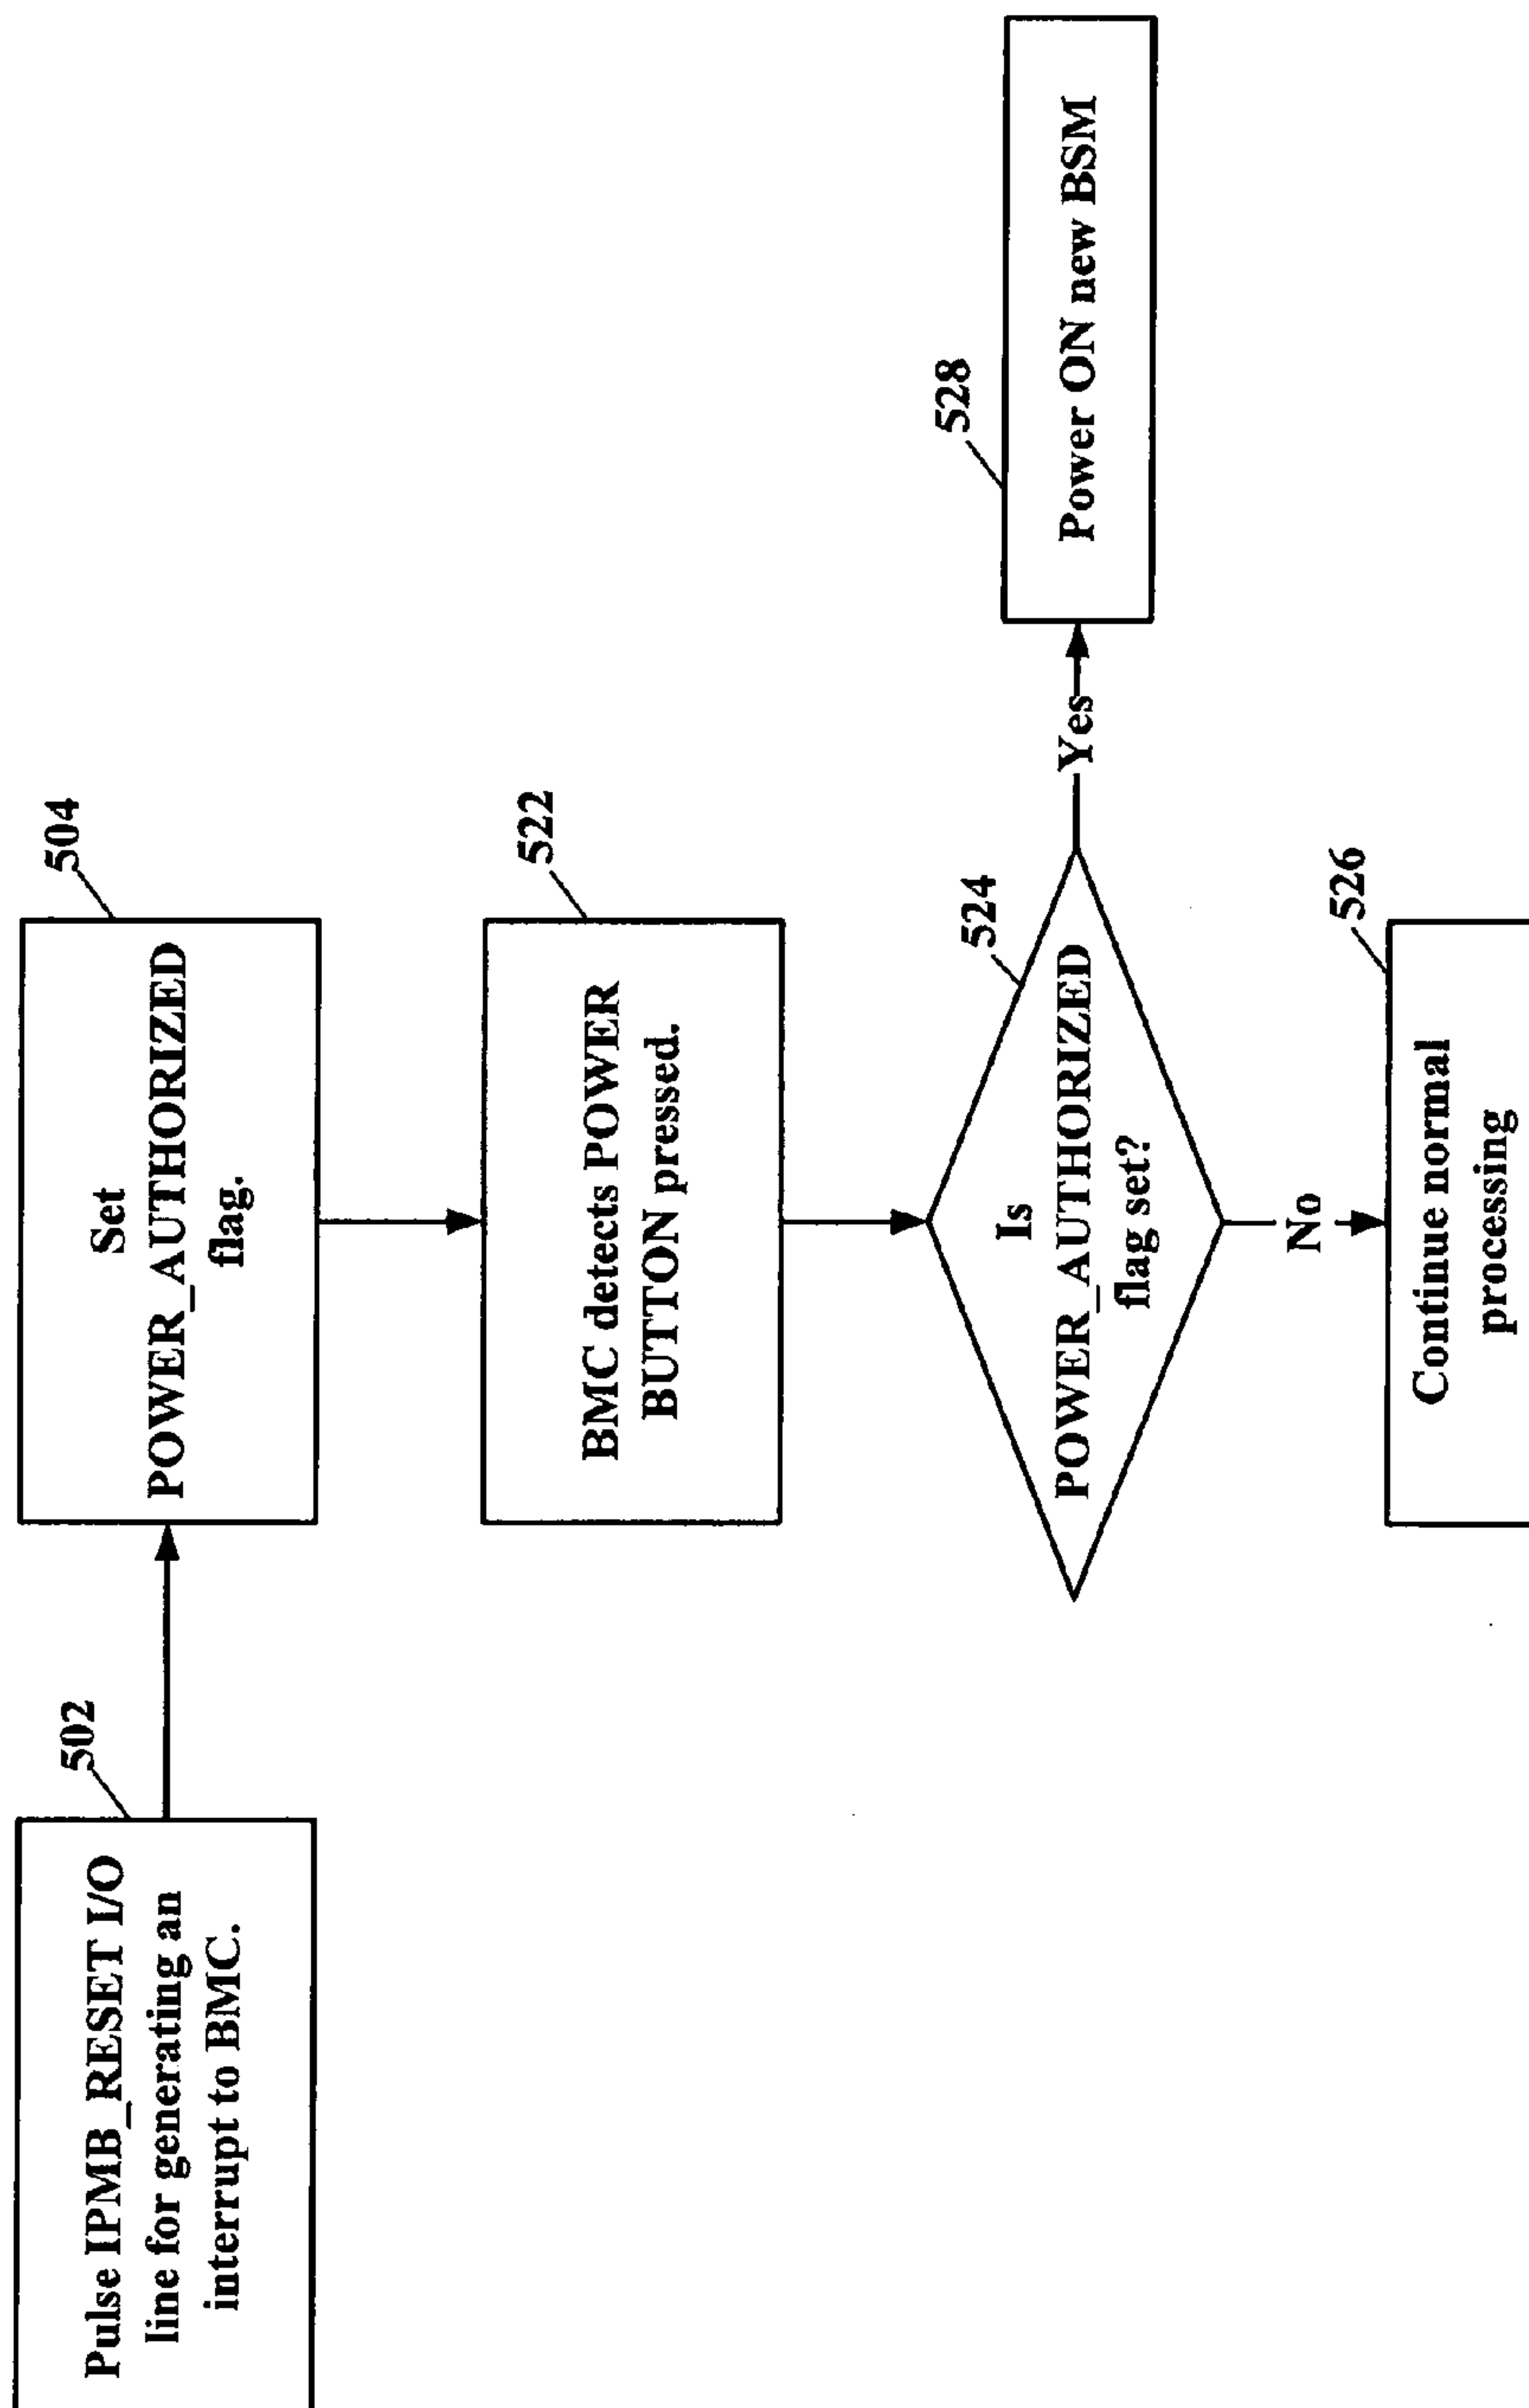 Pulse IPMB_RESET I/O
line for generating an
interrupt to BMC.
502
Set
POWER_AUTHORIZED
flag.
504
BMC detects POWER
BUTTON pressed.
522
Is
POWER_AUTHORIZED
flag set?
524
Yes
Power ON new BSM
528
No
Continue normal
processing
526